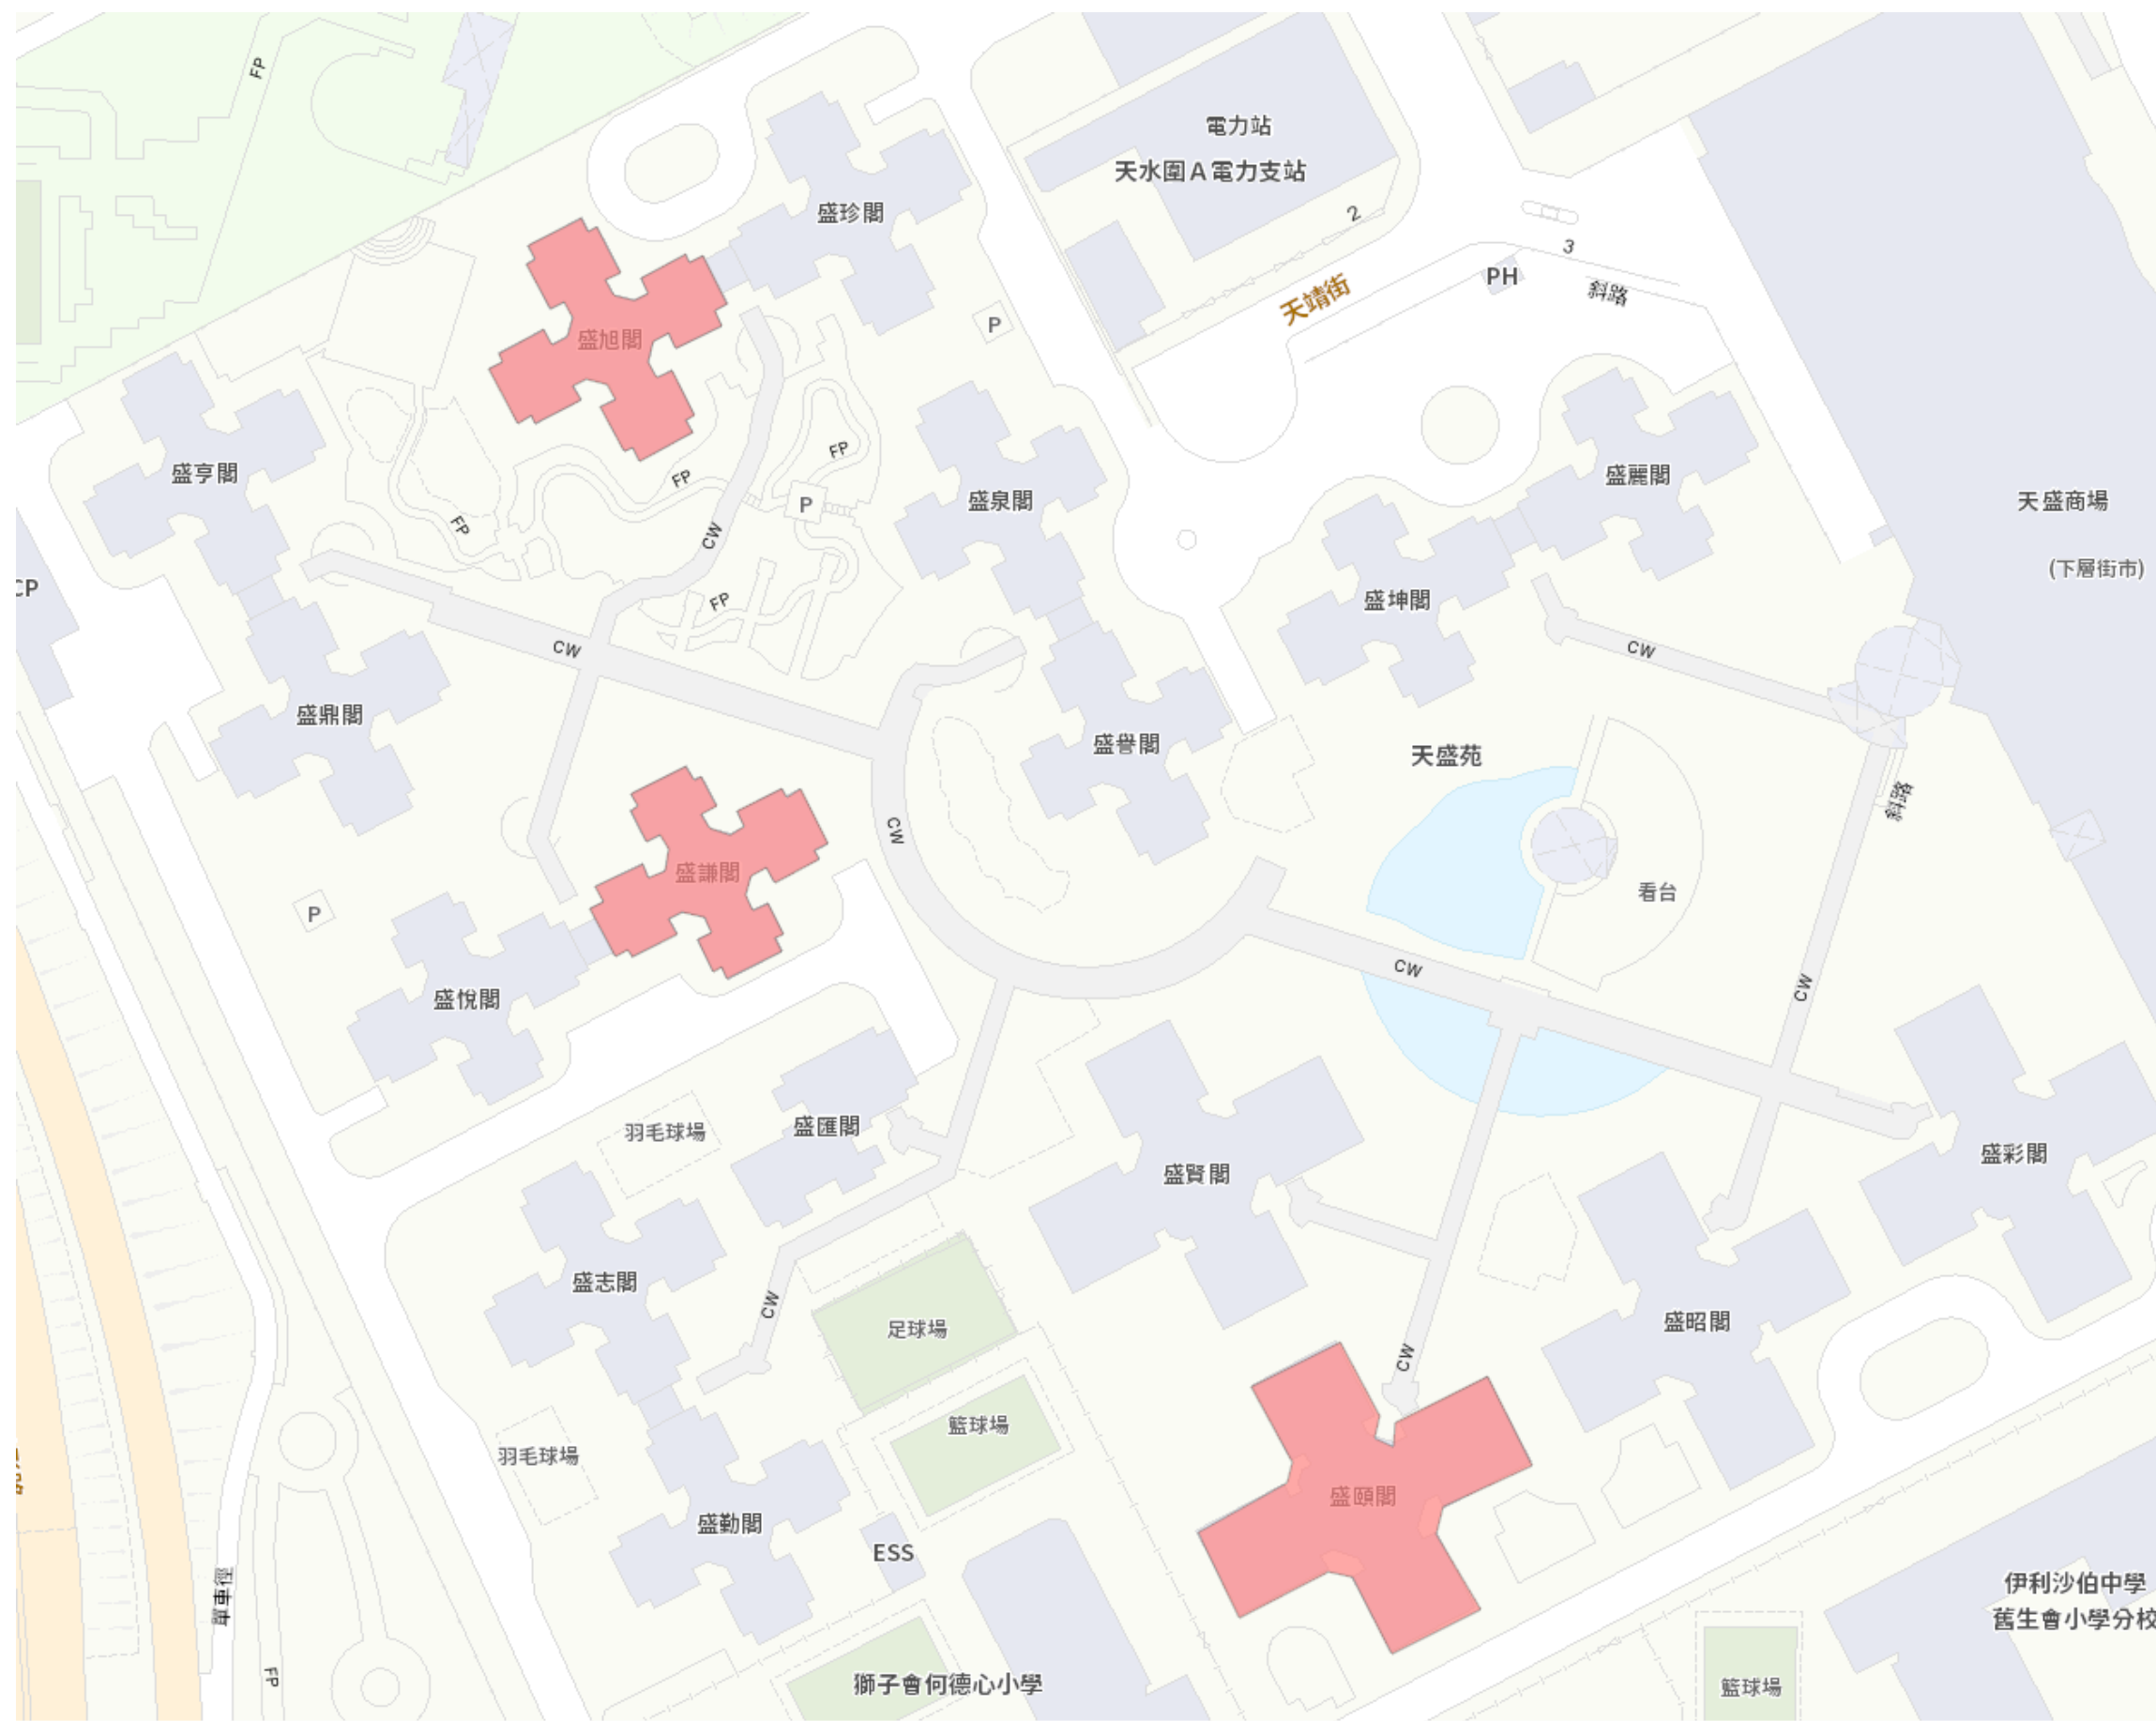 FP
電力站
天水圍A電力支站
盛珍閣
2
3
PH
斜路
天靖街
P
盛旭閣
盛亨閣
FP
FP
FP
P
CW
盛泉閣
盛麗閣
天盛商場
(下層街市)
CP
FP
盛坤閣
CW
CW
盛鼎閣
盛譽閣
天盛苑
斜路
CW
盛謙閣
看台
P
CW
CW
盛悅閣
羽毛球場
盛匯閣
盛賢閣
盛彩閣
盛志閣
CW
足球場
盛昭閣
CW
籃球場
羽毛球場
盛頤閣
盛勤閣
ESS
單車徑
伊利沙伯中學
舊生會小學分校
FP
獅子會何德心小學
籃球場